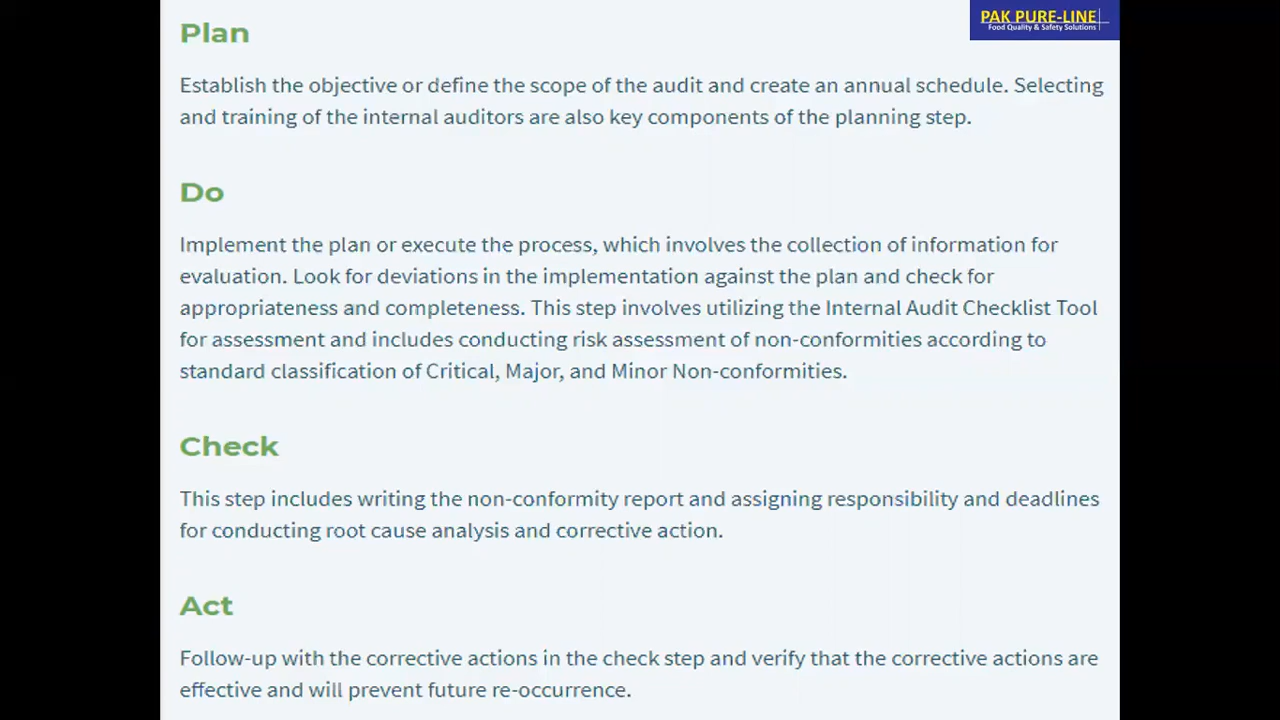 PAK PURE-LINE
Food Quality & Safety Solutions
Plan
Establish the objective or define the scope of the audit and create an annual schedule. Selecting
and training of the internal auditors are also key components of the planning step.
Do
Implement the plan or execute the process, which involves the collection of information for
evaluation. Look for deviations in the implementation against the plan and check for
appropriateness and completeness. This step involves utilizing the Internal Audit Checklist Tool
for assessment and includes conducting risk assessment of non-conformities according to
standard classification of Critical, Major, and Minor Non-conformities.
Check
This step includes writing the non-conformity report and assigning responsibility and deadlines
for conducting root cause analysis and corrective action.
Act
Follow-up with the corrective actions in the check step and verify that the corrective actions are
effective and will prevent future re-occurrence.